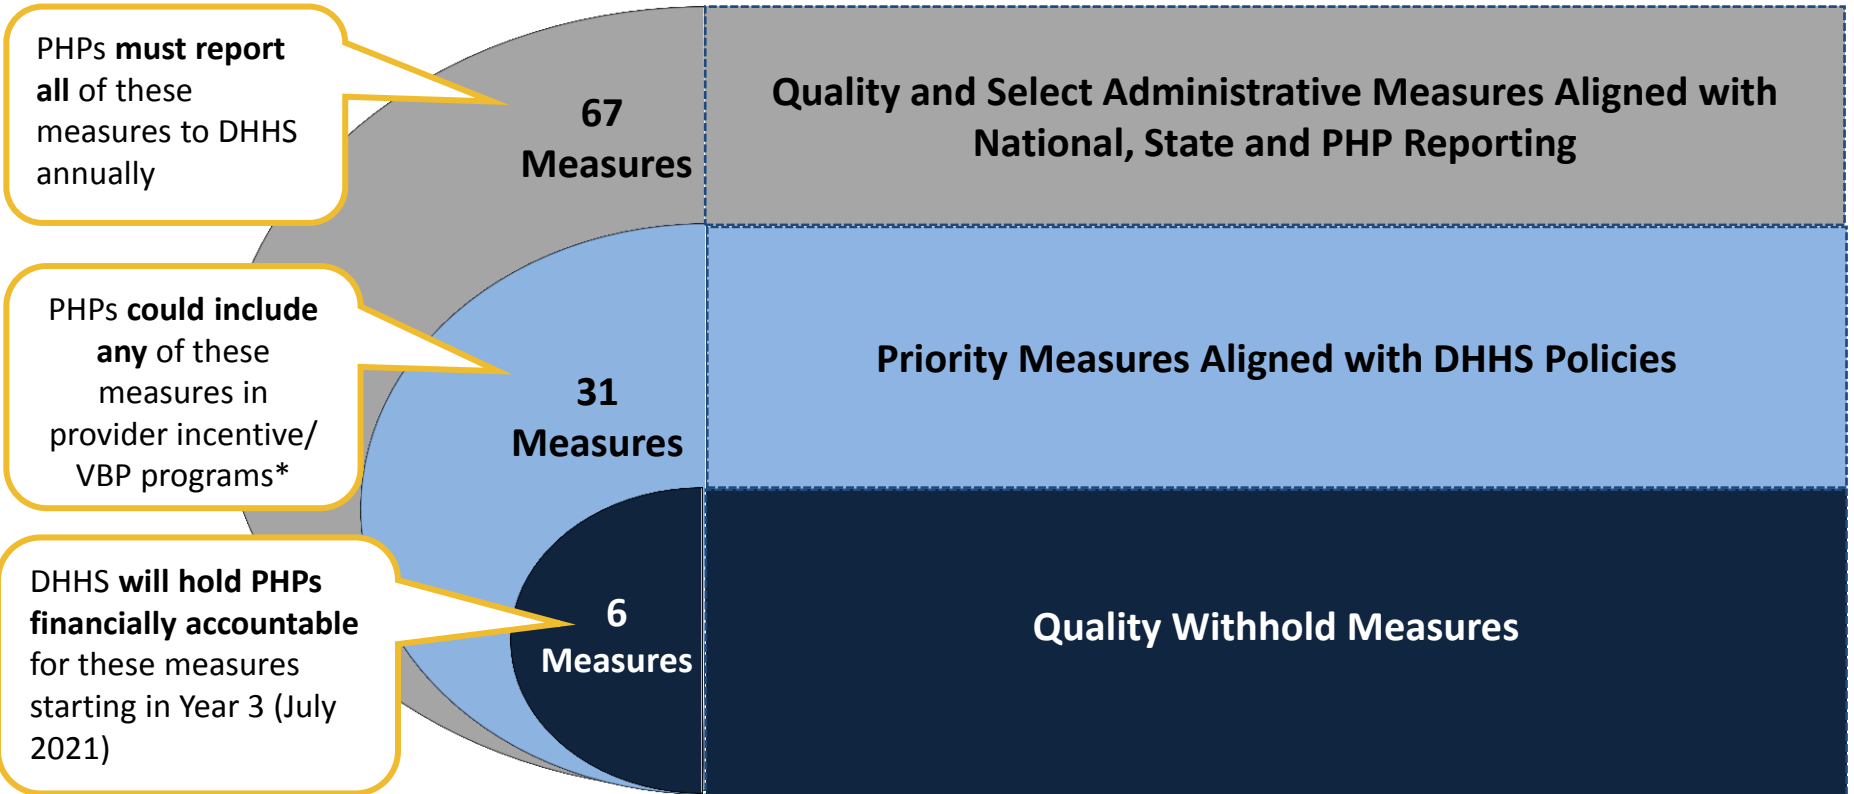 PHPs must report
all of these
measures to DHHS
annually
67
Measures
Quality and Select Administrative Measures Aligned with
National, State and PHP Reporting
PHPs could include
any of these
measures in
provider incentive/
VBP programs*
31
Measures
Priority Measures Aligned with DHHS Policies
DHHS will hold PHPs
financially accountable
for these measures
starting in Year 3 (July
2021)
6
Measures
Quality Withhold Measures